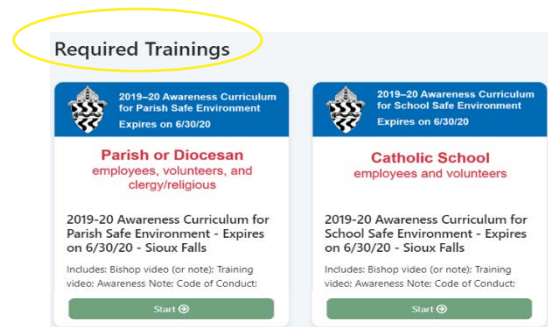 Required Trainings
2019–20 Awareness Curriculum
for Parish Safe Environment
Expires on 6/30/20
Parish or Diocesan
employees, volunteers, and
clergy/religious
2019-20 Awareness Curriculum for
Parish Safe Environment - Expires
on 6/30/20 - Sioux Falls
Includes: Bishop video (or note); Training
video; Awareness Note; Code of Conduct;
Start
2019–20 Awareness Curriculum
for School Safe Environment
Expires on 6/30/20
Catholic School
employees and volunteers
2019-20 Awareness Curriculum for
School Safe Environment - Expires
on 6/30/20 - Sioux Falls
Includes: Bishop video (or note); Training
video; Awareness Note; Code of Conduct;
Start